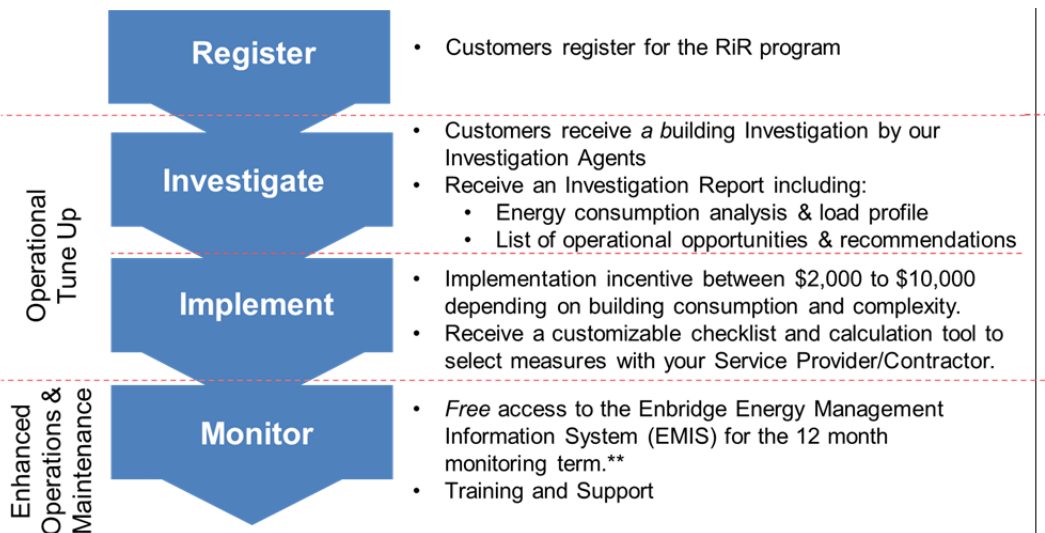 Register
• Customers register for the RiR program
Operational
Tune Up
Investigate
• Customers receive a building Investigation by our
Investigation Agents
• Receive an Investigation Report including:
• Energy consumption analysis & load profile
• List of operational opportunities & recommendations
Implement
• Implementation incentive between $2,000 to $10,000
depending on building consumption and complexity.
• Receive a customizable checklist and calculation tool to
select measures with your Service Provider/Contractor.
Enhanced
Operations &
Maintenance
Monitor
• Free access to the Enbridge Energy Management
Information System (EMIS) for the 12 month
monitoring term.**
• Training and Support